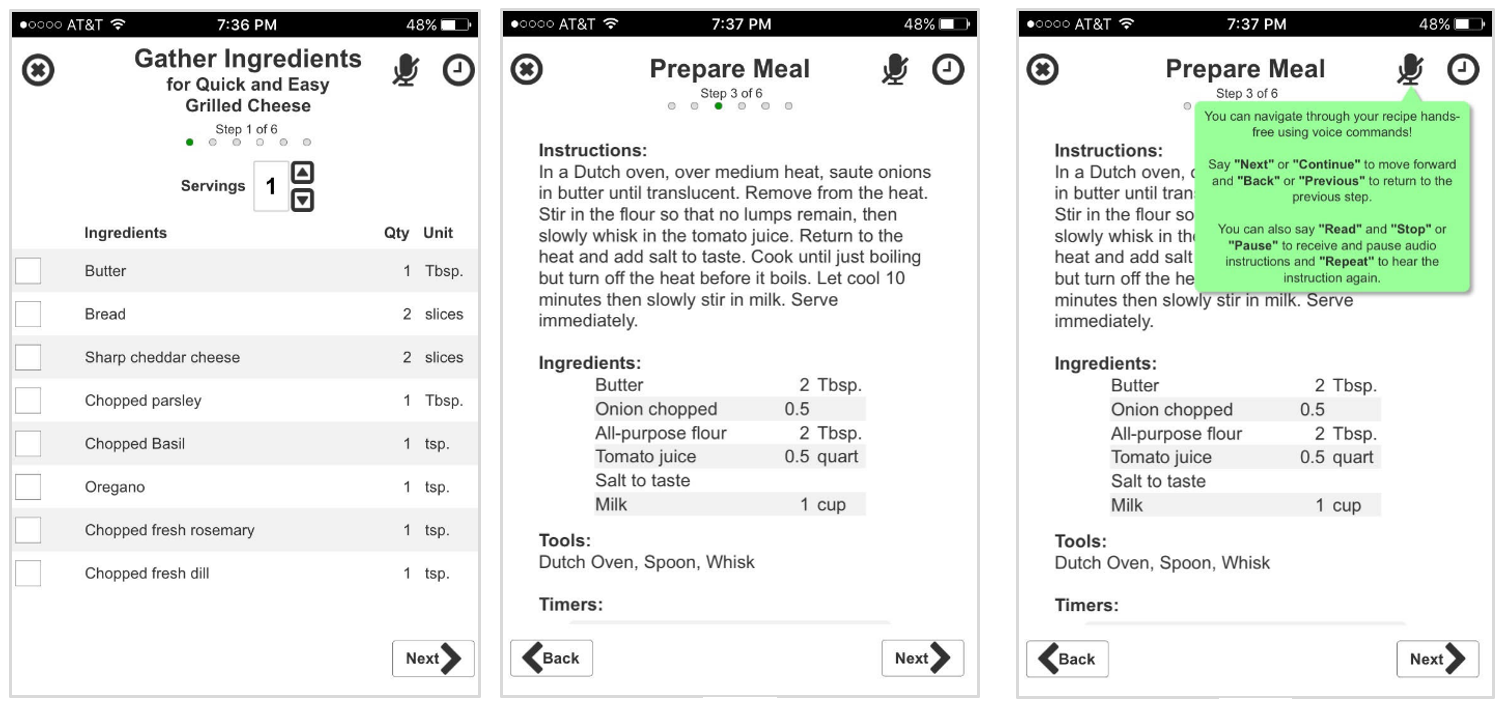 AT&T 7:36 PM 48%
Gather Ingredients
for Quick and Easy
Grilled Cheese
Step 1 of 6
Servings 1
Ingredients Qty Unit
Butter 1 Tbsp.
Bread 2 slices
Sharp cheddar cheese 2 slices
Chopped parsley 1 Tbsp.
Chopped Basil 1 tsp.
Oregano 1 tsp.
Chopped fresh rosemary 1 tsp.
Chopped fresh dill 1 tsp.
Next
AT&T 7:37 PM 48%
Prepare Meal
Step 3 of 6
Instructions:
In a Dutch oven, over medium heat, saute onions
in butter until translucent. Remove from the heat.
Stir in the flour so that no lumps remain, then
slowly whisk in the tomato juice. Return to the
heat and add salt to taste. Cook until just boiling
but turn off the heat before it boils. Let cool 10
minutes then slowly stir in milk. Serve
immediately.
Ingredients:
Butter 2 Tbsp.
Onion chopped 0.5
All-purpose flour 2 Tbsp.
Tomato juice 0.5 quart
Salt to taste
Milk 1 cup
Tools:
Dutch Oven, Spoon, Whisk
Timers:
Back Next
AT&T 7:37 PM 48%
Prepare Meal
Step 3 of 6
You can navigate through your recipe hands-
free using voice commands!
Say "Next" or "Continue" to move forward
and "Back" or "Previous" to return to the
previous step.
You can also say "Read" and "Stop" or
"Pause" to receive and pause audio
instructions and "Repeat" to hear the
instruction again.
Instructions:
In a Dutch oven,
in butter until tran
Stir in the flour so
slowly whisk in the
heat and add salt
but turn off the he
minutes then slowly stir in milk. Serve
immediately.
Ingredients:
Butter 2 Tbsp.
Onion chopped 0.5
All-purpose flour 2 Tbsp.
Tomato juice 0.5 quart
Salt to taste
Milk 1 cup
Tools:
Dutch Oven, Spoon, Whisk
Timers:
Back Next